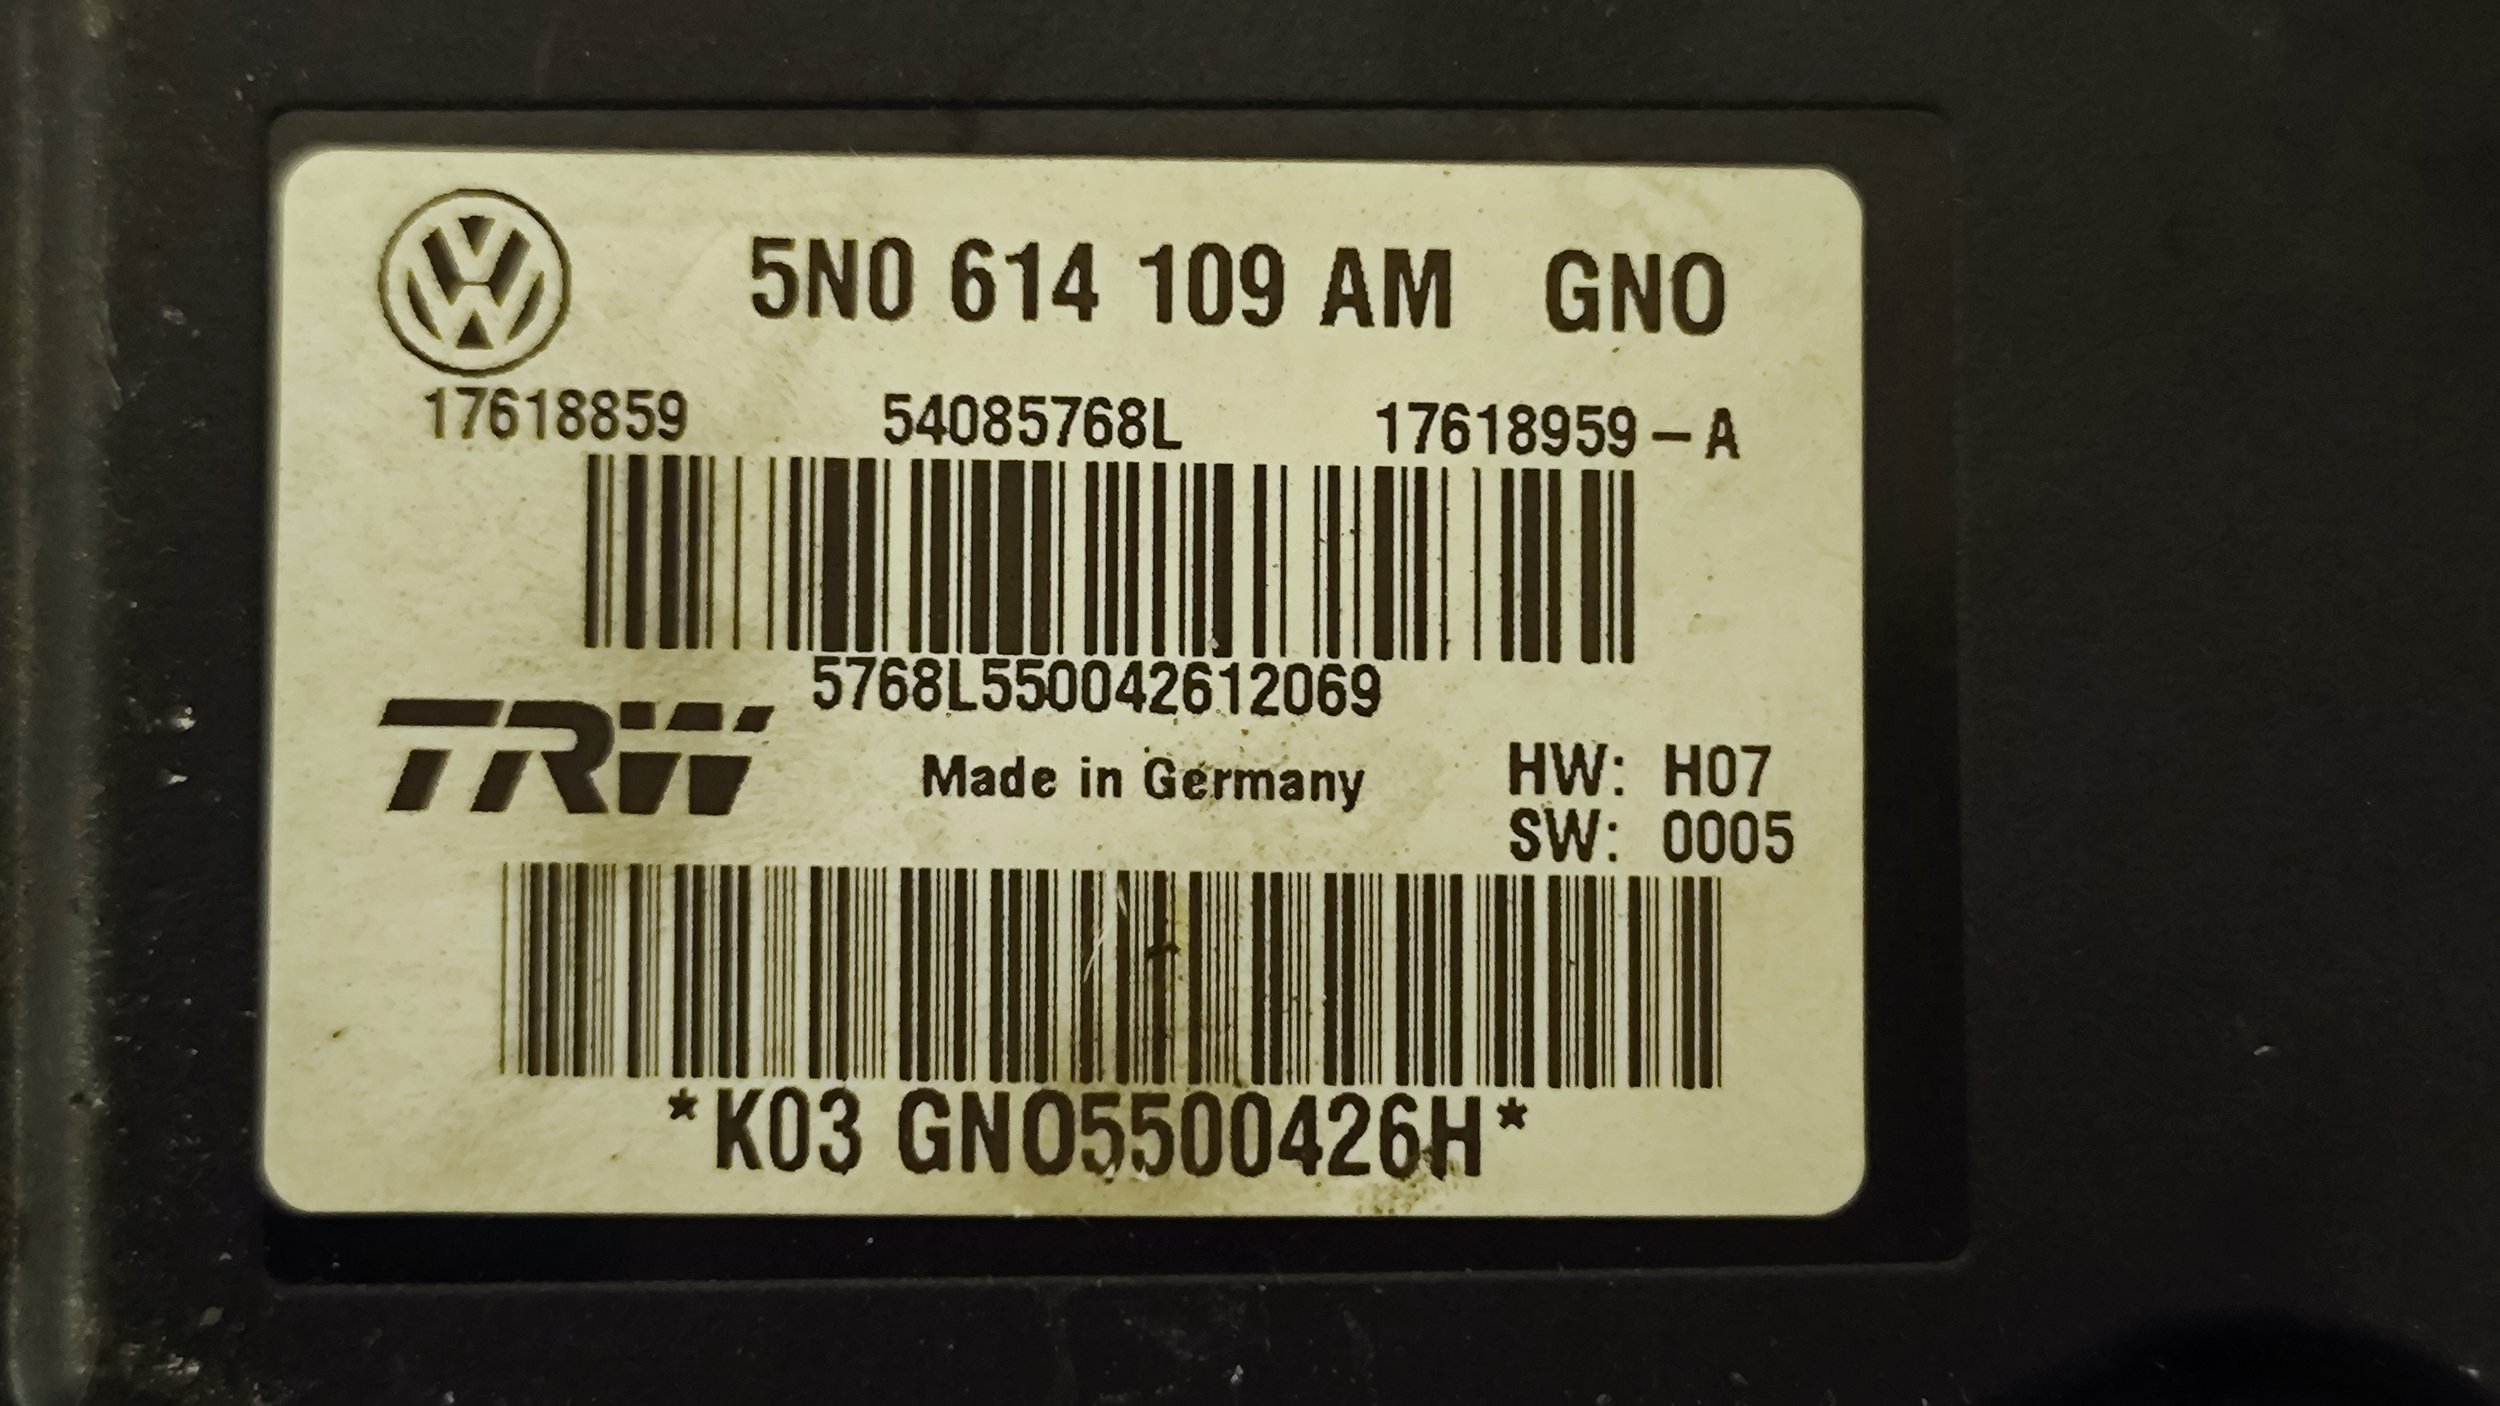 5N0 614 109 AM GNO
17618859 54085768L 17618959-A
5768L550042612069
TRW
Made in Germany
HW: H07
SW: 0005
*K03 GNO5500426H*